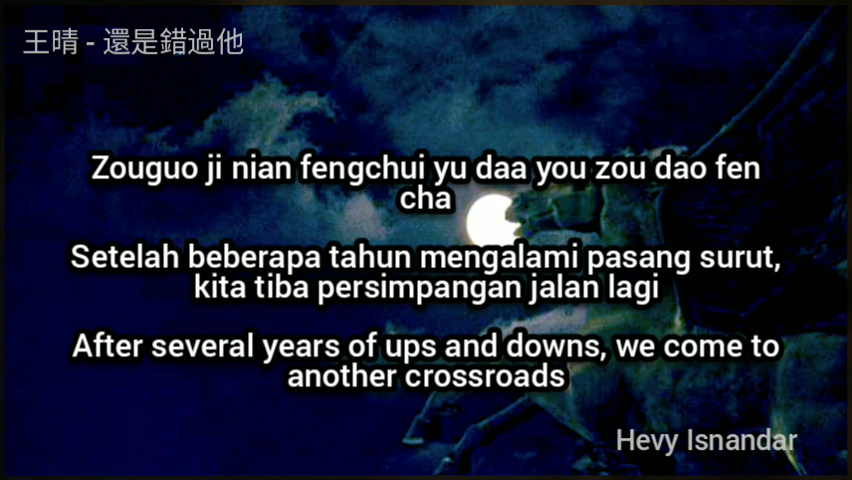 王晴 - 還是錯過他
Zouguo ji nian fengchui yu daa you zou dao fen
cha
Setelah beberapa tahun mengalami pasang surut,
kita tiba persimpangan jalan lagi
After several years of ups and downs, we come to
another crossroads
Hevy Isnandar